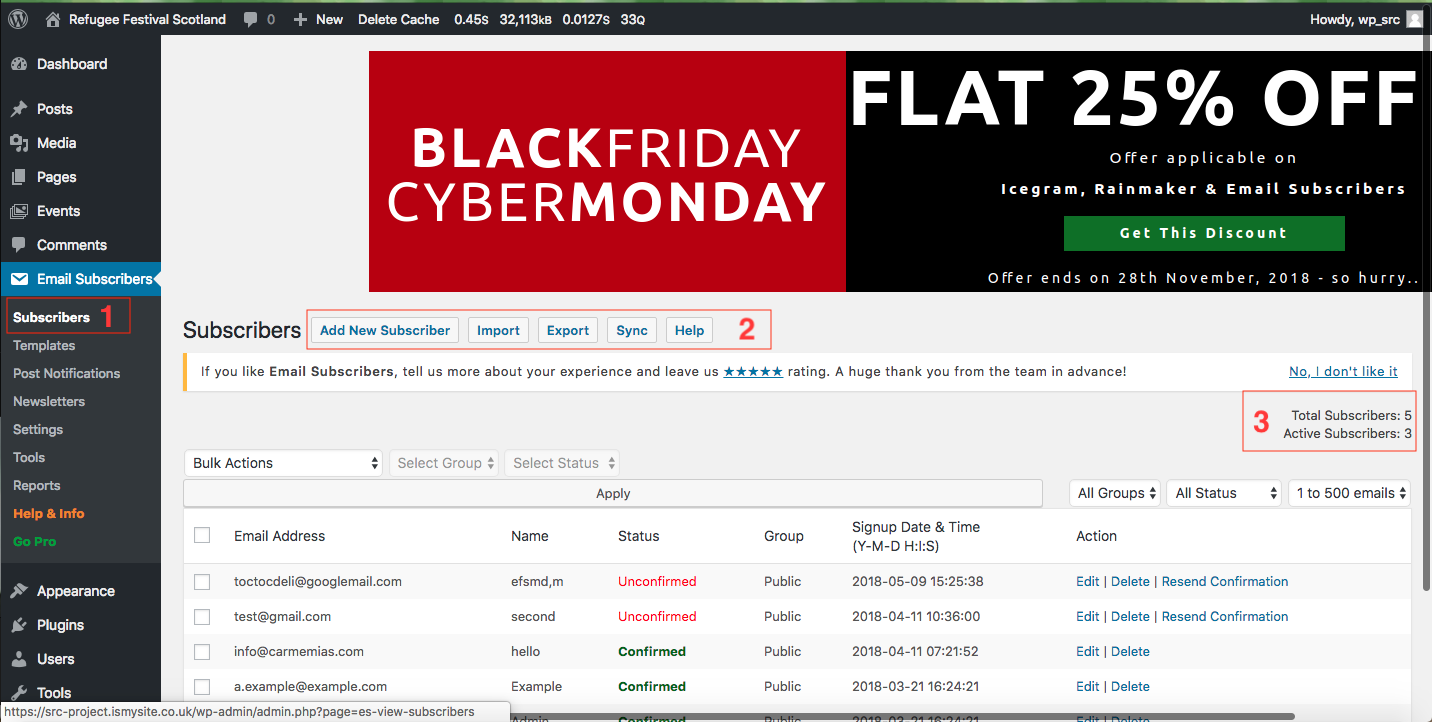 Refugee Festival Scotland 0 New Delete Cache 0.45S 32,113KB 0.0127S 33Q Howdy, wp_src
Dashboard
Posts
Media
Pages
Events
Comments
Email Subscribers
Subscribers 1
Templates
Post Notifications
Newsletters
Settings
Tools
Reports
Help & Info
Go Pro
Appearance
Plugins
Users
Tools
BLACKFRIDAY
CYBERMONDAY
FLAT 25% OFF
Offer applicable on
Icegram, Rainmaker & Email Subscribers
Get This Discount
Offer ends on 28th November, 2018 - so hurry..
Subscribers Add New Subscriber Import Export Sync Help 2
If you like Email Subscribers, tell us more about your experience and leave us ★★★★★ rating. A huge thank you from the team in advance! No, I don't like it
3
Total Subscribers: 5
Active Subscribers: 3
Bulk Actions Select Group Select Status
Apply All Groups All Status 1 to 500 emails
Email Address Name Status Group Signup Date & Time (Y-M-D H:I:S) Action
toctocdeli@googlemail.com efsmd,m Unconfirmed Public 2018-05-09 15:25:38 Edit | Delete | Resend Confirmation
test@gmail.com second Unconfirmed Public 2018-04-11 10:36:00 Edit | Delete | Resend Confirmation
info@carmemias.com hello Confirmed Public 2018-04-11 07:21:52 Edit | Delete
a.example@example.com Example Confirmed Public 2018-03-21 16:24:21 Edit | Delete
Admin Confirmed Public 2018-03-21 16:24:21 Edit | Delete
https://src-project.ismysite.co.uk/wp-admin/admin.php?page=es-view-subscribers